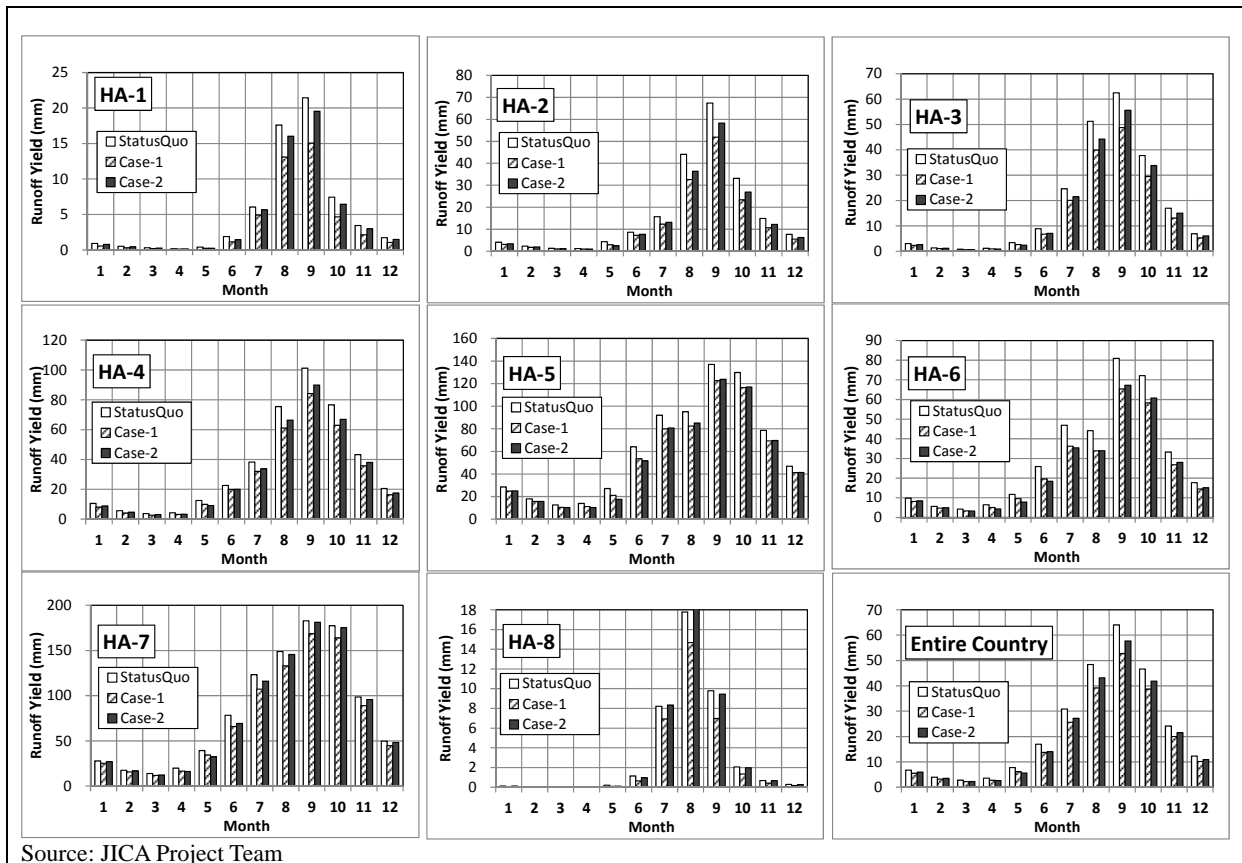 25
20
15
10
5
0
Runoff Yield (mm)
HA-1
StatusQuo
Case-1
Case-2
1 2 3 4 5 6 7 8 9 10 11 12
Month
80
70
60
50
40
30
20
10
0
Runoff Yield (mm)
HA-2
StatusQuo
Case-1
Case-2
1 2 3 4 5 6 7 8 9 10 11 12
Month
70
60
50
40
30
20
10
0
Runoff Yield (mm)
HA-3
StatusQuo
Case-1
Case-2
1 2 3 4 5 6 7 8 9 10 11 12
Month
120
100
80
60
40
20
0
Runoff Yield (mm)
HA-4
StatusQuo
Case-1
Case-2
1 2 3 4 5 6 7 8 9 10 11 12
Month
160
140
120
100
80
60
40
20
0
Runoff Yield (mm)
HA-5
StatusQuo
Case-1
Case-2
1 2 3 4 5 6 7 8 9 10 11 12
Month
90
80
70
60
50
40
30
20
10
0
Runoff Yield (mm)
HA-6
StatusQuo
Case-1
Case-2
1 2 3 4 5 6 7 8 9 10 11 12
Month
200
150
100
50
0
Runoff Yield (mm)
HA-7
StatusQuo
Case-1
Case-2
1 2 3 4 5 6 7 8 9 10 11 12
Month
18
16
14
12
10
8
6
4
2
0
Runoff Yield (mm)
HA-8
StatusQuo
Case-1
Case-2
1 2 3 4 5 6 7 8 9 10 11 12
Month
70
60
50
40
30
20
10
0
Runoff Yield (mm)
Entire Country
StatusQuo
Case-1
Case-2
1 2 3 4 5 6 7 8 9 10 11 12
Month
Source: JICA Project Team